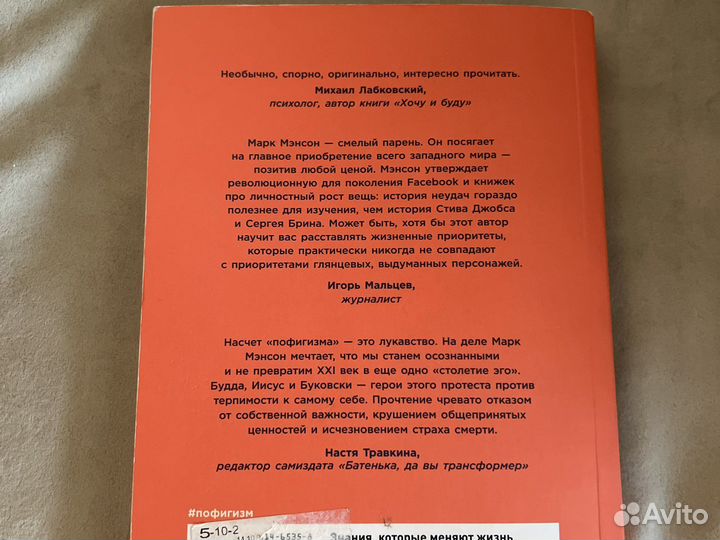 Необычно, спорно, оригинально, интересно прочитать.
Михаил Лабковский,
психолог, автор книги «Хочу и буду»
Марк Мэнсон — смелый парень. Он посягает
на главное приобретение всего западного мира —
позитив любой ценой. Мэнсон утверждает
революционную для поколения Facebook и книжек
про личностный рост вещь: история неудач гораздо
полезнее для изучения, чем история Стива Джобса
и Сергея Брина. Может быть, хотя бы этот автор
научит вас расставлять жизненные приоритеты,
которые практически никогда не совпадают
с приоритетами глянцевых, выдуманных персонажей.
Игорь Мальцев,
журналист
Насчет «пофигизма» — это лукавство. На деле Марк
Мэнсон мечтает, что мы станем осознанными
и не превратим XXI век в еще одно «столетие эго».
Будда, Иисус и Буковски — герои этого протеста против
терпимости к самому себе. Прочтение чревато отказом
от собственной важности, крушением общепринятых
ценностей и исчезновением страха смерти.
Настя Травкина,
редактор самиздата «Батенька, да вы трансформер»
#пофигизм
5-10-2
Знания, которые меняют жизнь
Avito